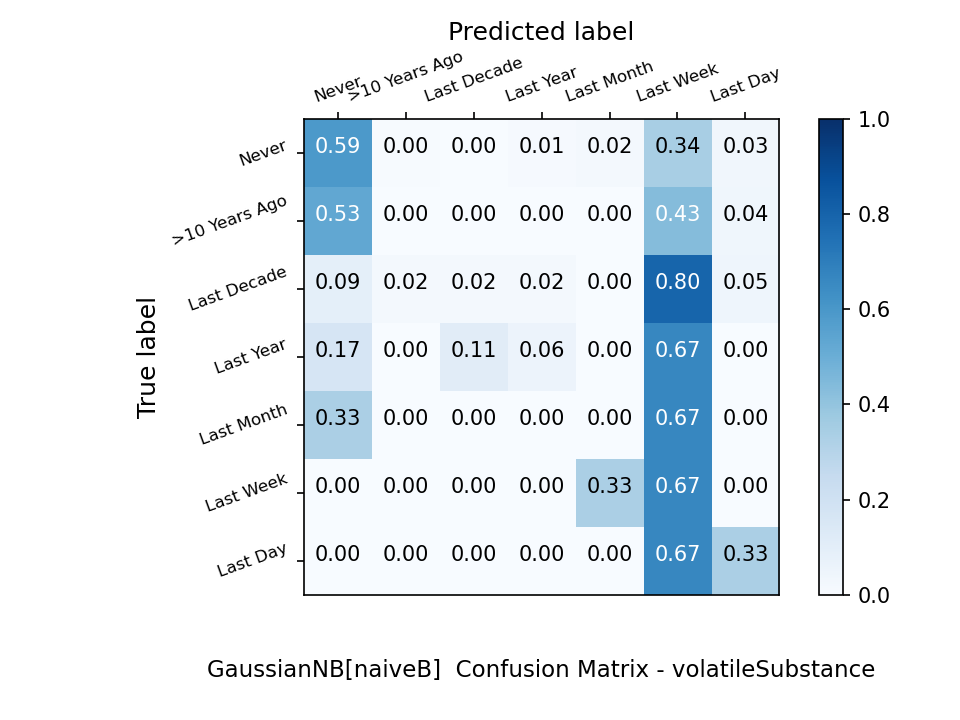 Predicted label
Never >10 Years Ago Last Decade Last Year Last Month Last Week Last Day
True label
Never 0.59 0.00 0.00 0.01 0.02 0.34 0.03
>10 Years Ago 0.53 0.00 0.00 0.00 0.00 0.43 0.04
Last Decade 0.09 0.02 0.02 0.02 0.00 0.80 0.05
Last Year 0.17 0.00 0.11 0.06 0.00 0.67 0.00
Last Month 0.33 0.00 0.00 0.00 0.00 0.67 0.00
Last Week 0.00 0.00 0.00 0.00 0.33 0.67 0.00
Last Day 0.00 0.00 0.00 0.00 0.00 0.67 0.33
1.0
0.8
0.6
0.4
0.2
0.0
GaussianNB[naiveB]  Confusion Matrix - volatileSubstance